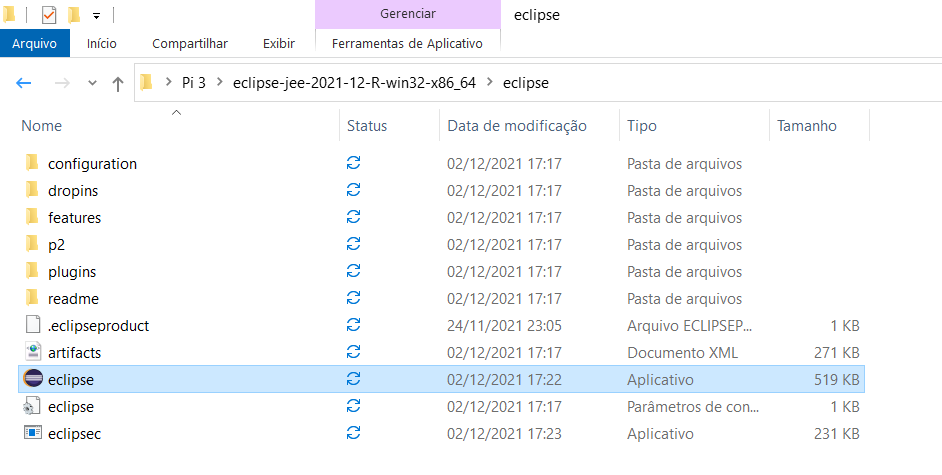 Gerenciar eclipse
Arquivo Início Compartilhar Exibir Ferramentas de Aplicativo
Pi 3 eclipse-jee-2021-12-R-win32-x86_64 eclipse
Nome Status Data de modificação Tipo Tamanho
configuration 02/12/2021 17:17 Pasta de arquivos
dropins 02/12/2021 17:17 Pasta de arquivos
features 02/12/2021 17:17 Pasta de arquivos
p2 02/12/2021 17:17 Pasta de arquivos
plugins 02/12/2021 17:17 Pasta de arquivos
readme 02/12/2021 17:17 Pasta de arquivos
.eclipseproduct 24/11/2021 23:05 Arquivo ECLIPSEP... 1 KB
artifacts 02/12/2021 17:17 Documento XML 271 KB
eclipse 02/12/2021 17:22 Aplicativo 519 KB
eclipse 02/12/2021 17:17 Parâmetros de con... 1 KB
eclipsec 02/12/2021 17:23 Aplicativo 231 KB